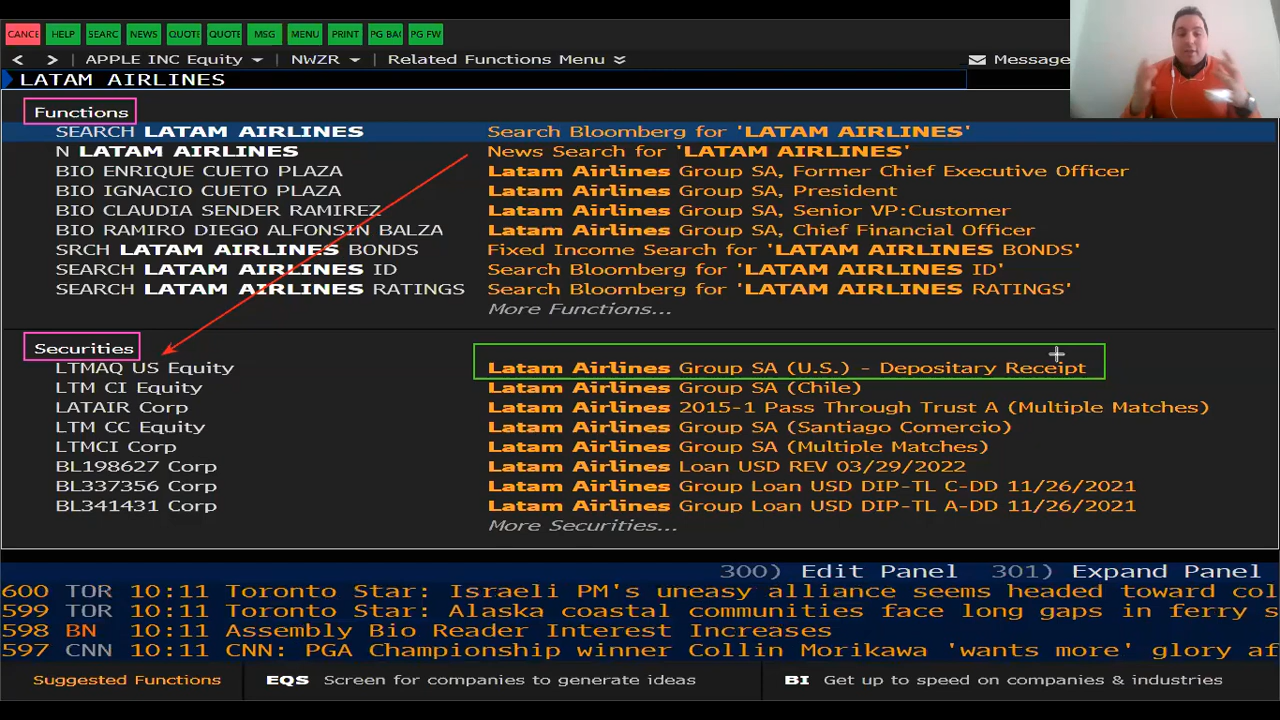 CANCE HELP SEARC NEWS QUOTE QUOTE MSG MENU PRINT PG BAC PG FW
< > APPLE INC Equity NWZR Related Functions Menu Message
LATAM AIRLINES
Functions
SEARCH LATAM AIRLINES Search Bloomberg for 'LATAM AIRLINES'
N LATAM AIRLINES News Search for 'LATAM AIRLINES'
BIO ENRIQUE CUETO PLAZA Latam Airlines Group SA, Former Chief Executive Officer
BIO IGNACIO CUETO PLAZA Latam Airlines Group SA, President
BIO CLAUDIA SENDER RAMIREZ Latam Airlines Group SA, Senior VP:Customer
BIO RAMIRO DIEGO ALFONSIN BALZA Latam Airlines Group SA, Chief Financial Officer
SRCH LATAM AIRLINES BONDS Fixed Income Search for 'LATAM AIRLINES BONDS'
SEARCH LATAM AIRLINES ID Search Bloomberg for 'LATAM AIRLINES ID'
SEARCH LATAM AIRLINES RATINGS Search Bloomberg for 'LATAM AIRLINES RATINGS'
More Functions...
Securities
LTMAQ US Equity Latam Airlines Group SA (U.S.) - Depositary Receipt
LTM CI Equity Latam Airlines Group SA (Chile)
LATAIR Corp Latam Airlines 2015-1 Pass Through Trust A (Multiple Matches)
LTM CC Equity Latam Airlines Group SA (Santiago Comercio)
LTMCI Corp Latam Airlines Group SA (Multiple Matches)
BL198627 Corp Latam Airlines Loan USD REV 03/29/2022
BL337356 Corp Latam Airlines Group Loan USD DIP-TL C-DD 11/26/2021
BL341431 Corp Latam Airlines Group Loan USD DIP-TL A-DD 11/26/2021
More Securities...
300) Edit Panel 301) Expand Panel
600 TOR 10:11 Toronto Star: Israeli PM's uneasy alliance seems headed toward col
599 TOR 10:11 Toronto Star: Alaska coastal communities face long gaps in ferry s
598 BN 10:11 Assembly Bio Reader Interest Increases
597 CNN 10:11 CNN: PGA Championship winner Collin Morikawa 'wants more' glory af
Suggested Functions EQS Screen for companies to generate ideas BI Get up to speed on companies & industries